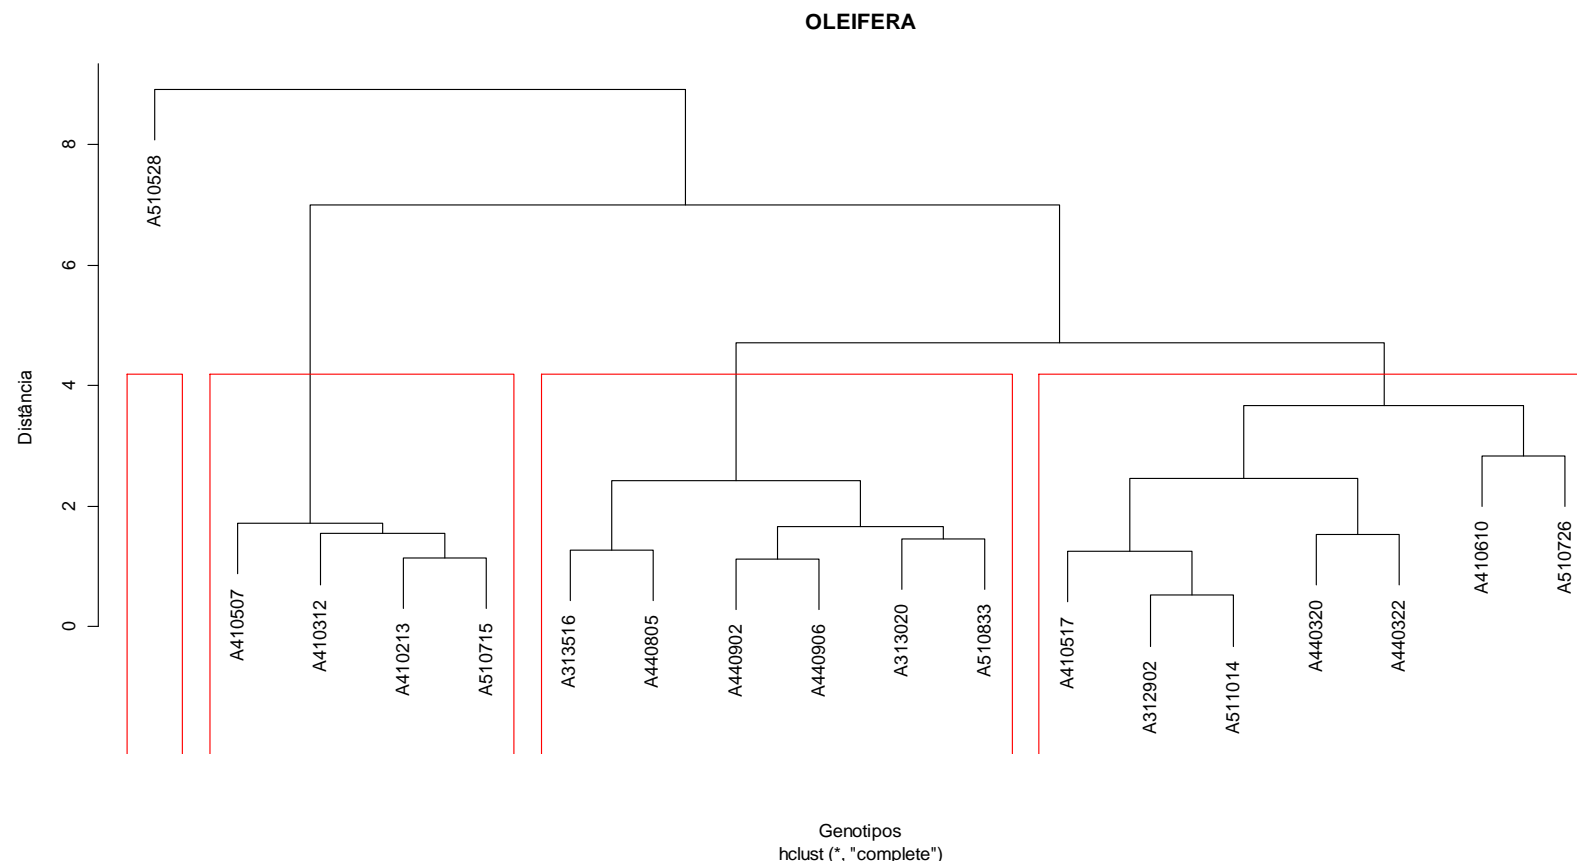 OLEIFERA
Distância
8
6
4
2
0
A510528
A410507
A410312
A410213
A510715
A313516
A440805
A440902
A440906
A313020
A510833
A410517
A312902
A511014
A440320
A440322
A410610
A510726
Genotipos
hclust (*, "complete")